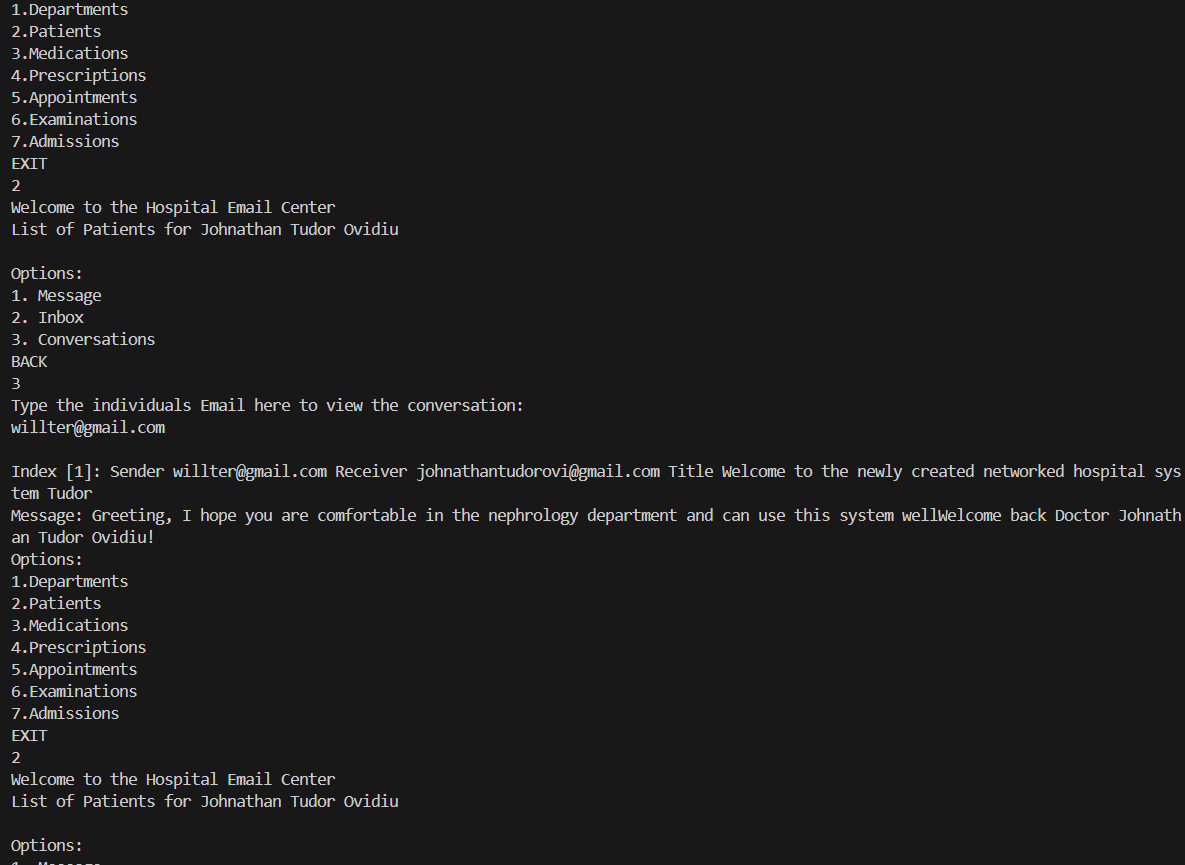 1.Departments
2.Patients
3.Medications
4.Prescriptions
5.Appointments
6.Examinations
7.Admissions
EXIT
2
Welcome to the Hospital Email Center
List of Patients for Johnathan Tudor Ovidiu
Options:
1. Message
2. Inbox
3. Conversations
BACK
3
Type the individuals Email here to view the conversation:
willter@gmail.com
Index [1]: Sender willter@gmail.com Receiver johnathantudorovi@gmail.com Title Welcome to the newly created networked hospital sys
tem Tudor
Message: Greeting, I hope you are comfortable in the nephrology department and can use this system wellWelcome back Doctor Johnath
an Tudor Ovidiu!
Options:
1.Departments
2.Patients
3.Medications
4.Prescriptions
5.Appointments
6.Examinations
7.Admissions
EXIT
2
Welcome to the Hospital Email Center
List of Patients for Johnathan Tudor Ovidiu
Options:
1. Message